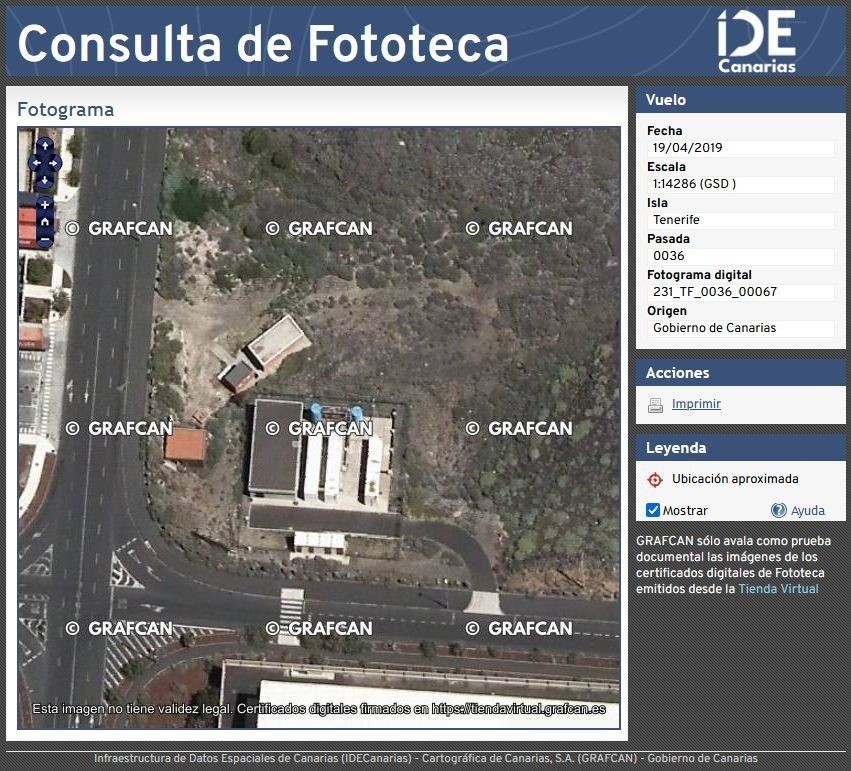 Consulta de Fototeca
iDE
Canarias
Fotograma
© GRAFCAN © GRAFCAN © GRAFCAN
© GRAFCAN © GRAFCAN © GRAFCAN
© GRAFCAN © GRAFCAN © GRAFCAN
Esta imagen no tiene validez legal. Certificados digitales firmados en https://tiendavirtual.grafcan.es
Vuelo
Fecha
19/04/2019
Escala
1:14286 (GSD )
Isla
Tenerife
Pasada
0036
Fotograma digital
231_TF_0036_00067
Origen
Gobierno de Canarias
Acciones
Imprimir
Leyenda
Ubicación aproximada
Mostrar
Ayuda
GRAFCAN sólo avala como prueba
documental las imágenes de los
certificados digitales de Fototeca
emitidos desde la Tienda Virtual
Infraestructura de Datos Espaciales de Canarias (IDECanarias) - Cartográfica de Canarias, S.A. (GRAFCAN) - Gobierno de Canarias